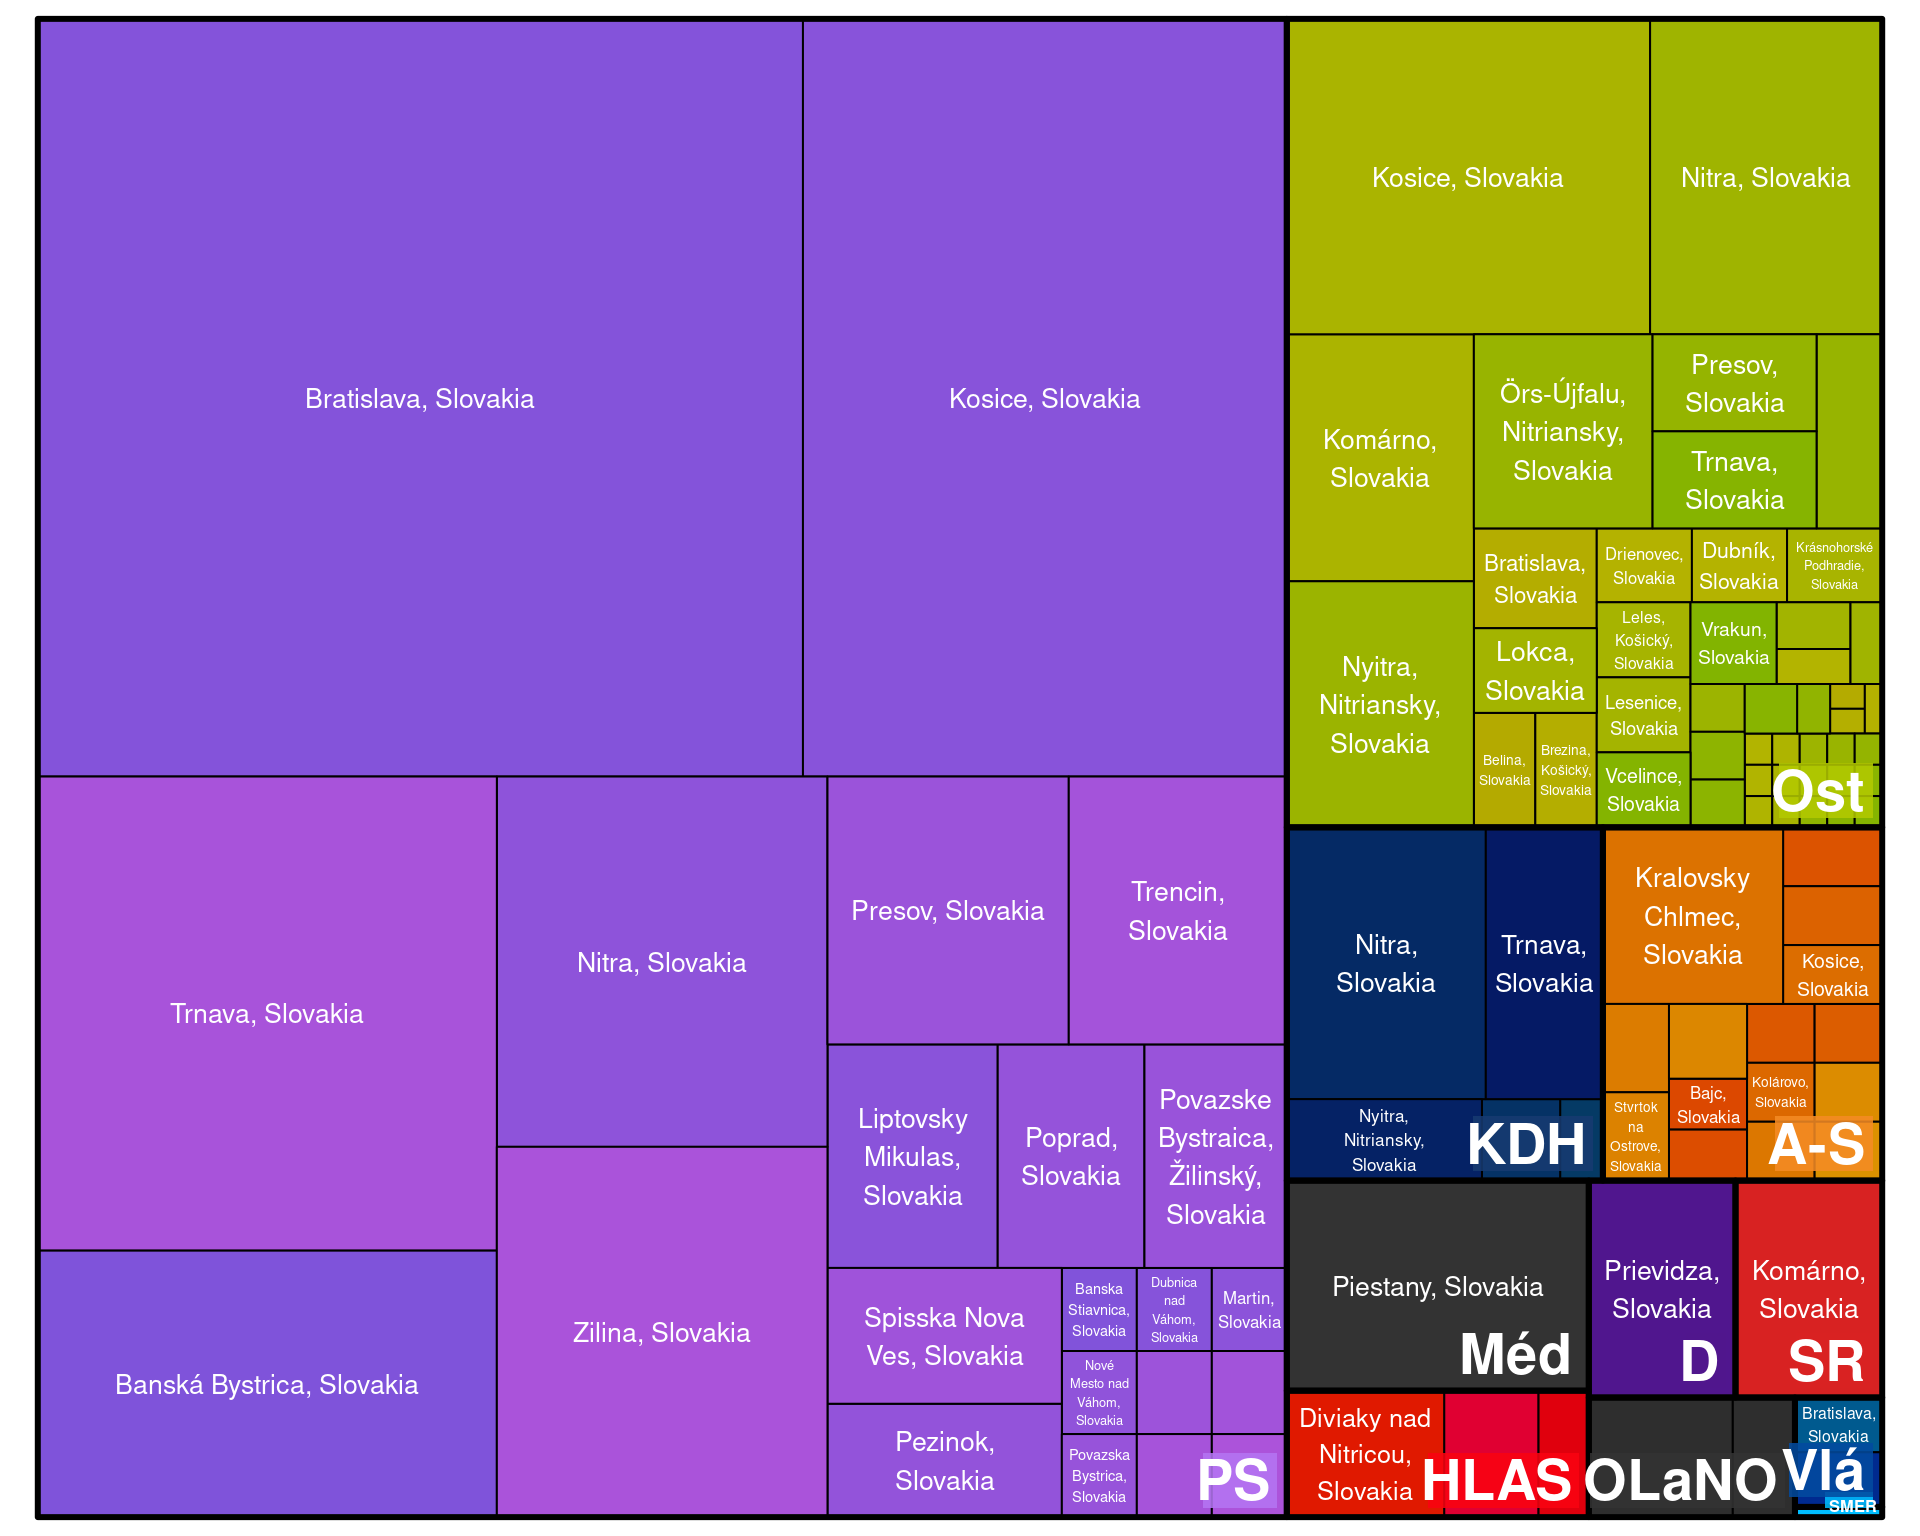 Bratislava, Slovakia
Kosice, Slovakia
Trnava, Slovakia
Nitra, Slovakia
Presov, Slovakia
Trencin,
Slovakia
Liptovsky
Mikulas,
Slovakia
Poprad,
Slovakia
Povazske
Bystraica,
Žilinský,
Slovakia
Banská Bystrica, Slovakia
Zilina, Slovakia
Spisska Nova
Ves, Slovakia
Pezinok,
Slovakia
Banska
Stiavnica,
Slovakia
Dubnica
nad
Váhom,
Slovakia
Martin,
Slovakia
Nové
Mesto nad
Váhom,
Slovakia
Povazska
Bystrica,
Slovakia
PS
Kosice, Slovakia
Nitra, Slovakia
Komárno,
Slovakia
Örs-Újfalu,
Nitriansky,
Slovakia
Presov,
Slovakia
Trnava,
Slovakia
Nyitra,
Nitriansky,
Slovakia
Bratislava,
Slovakia
Drienovec,
Slovakia
Dubník,
Slovakia
Krásnohorské
Podhradie,
Slovakia
Lokca,
Slovakia
Leles,
Košický,
Slovakia
Vrakun,
Slovakia
Lesenice,
Slovakia
Belina,
Slovakia
Brezina,
Košický,
Slovakia
Vcelince,
Slovakia
Ost
Nitra,
Slovakia
Trnava,
Slovakia
Nyitra,
Nitriansky,
Slovakia
KDH
Kralovsky
Chlmec,
Slovakia
Kosice,
Slovakia
Bajc,
Slovakia
Kolárovo,
Slovakia
Stvrtok
na
Ostrove,
Slovakia
A-S
Piestany, Slovakia
Méd
Prievidza,
Slovakia
D
Komárno,
Slovakia
SR
Diviaky nad
Nitricou,
Slovakia
HLAS
OLaNO
Bratislava,
Slovakia
Vlá
SMER